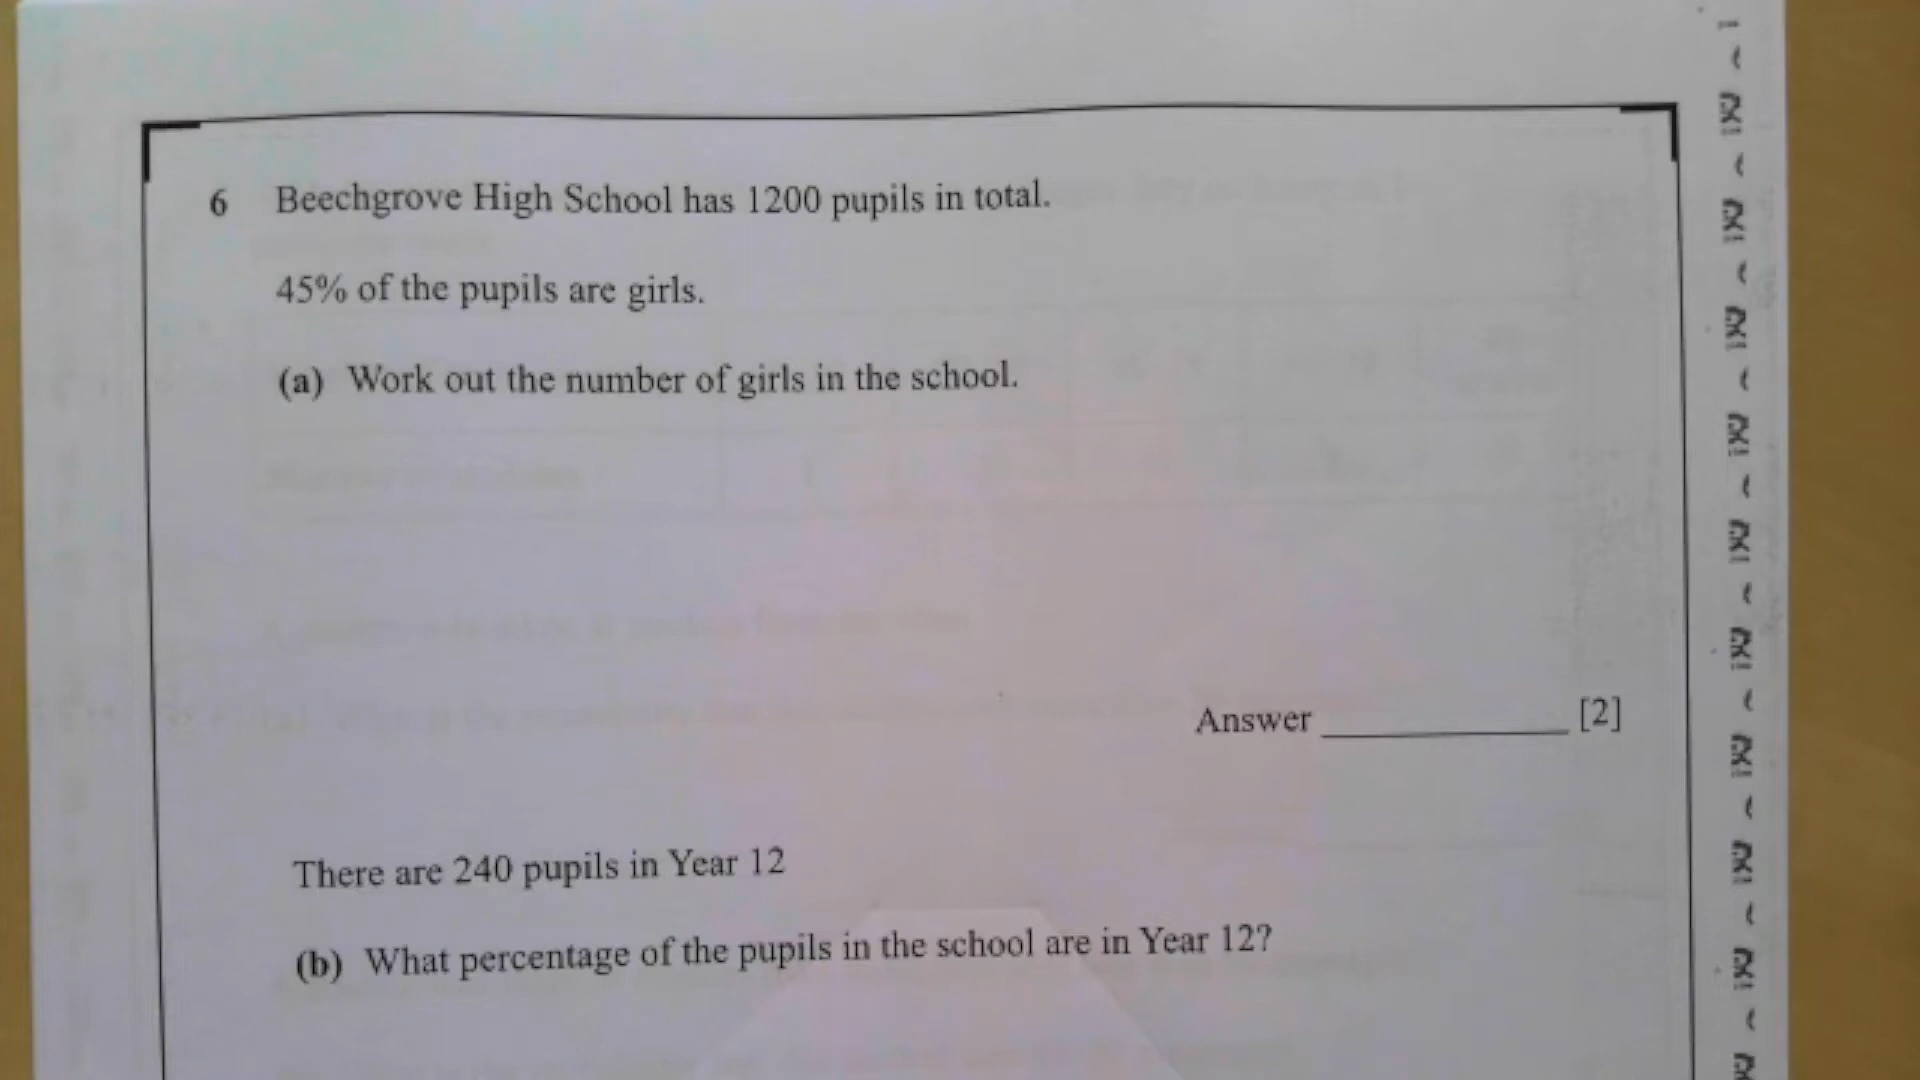 6 Beechgrove High School has 1200 pupils in total.
45% of the pupils are girls.
(a) Work out the number of girls in the school.
Answer ____________ [2]
There are 240 pupils in Year 12
(b) What percentage of the pupils in the school are in Year 12?